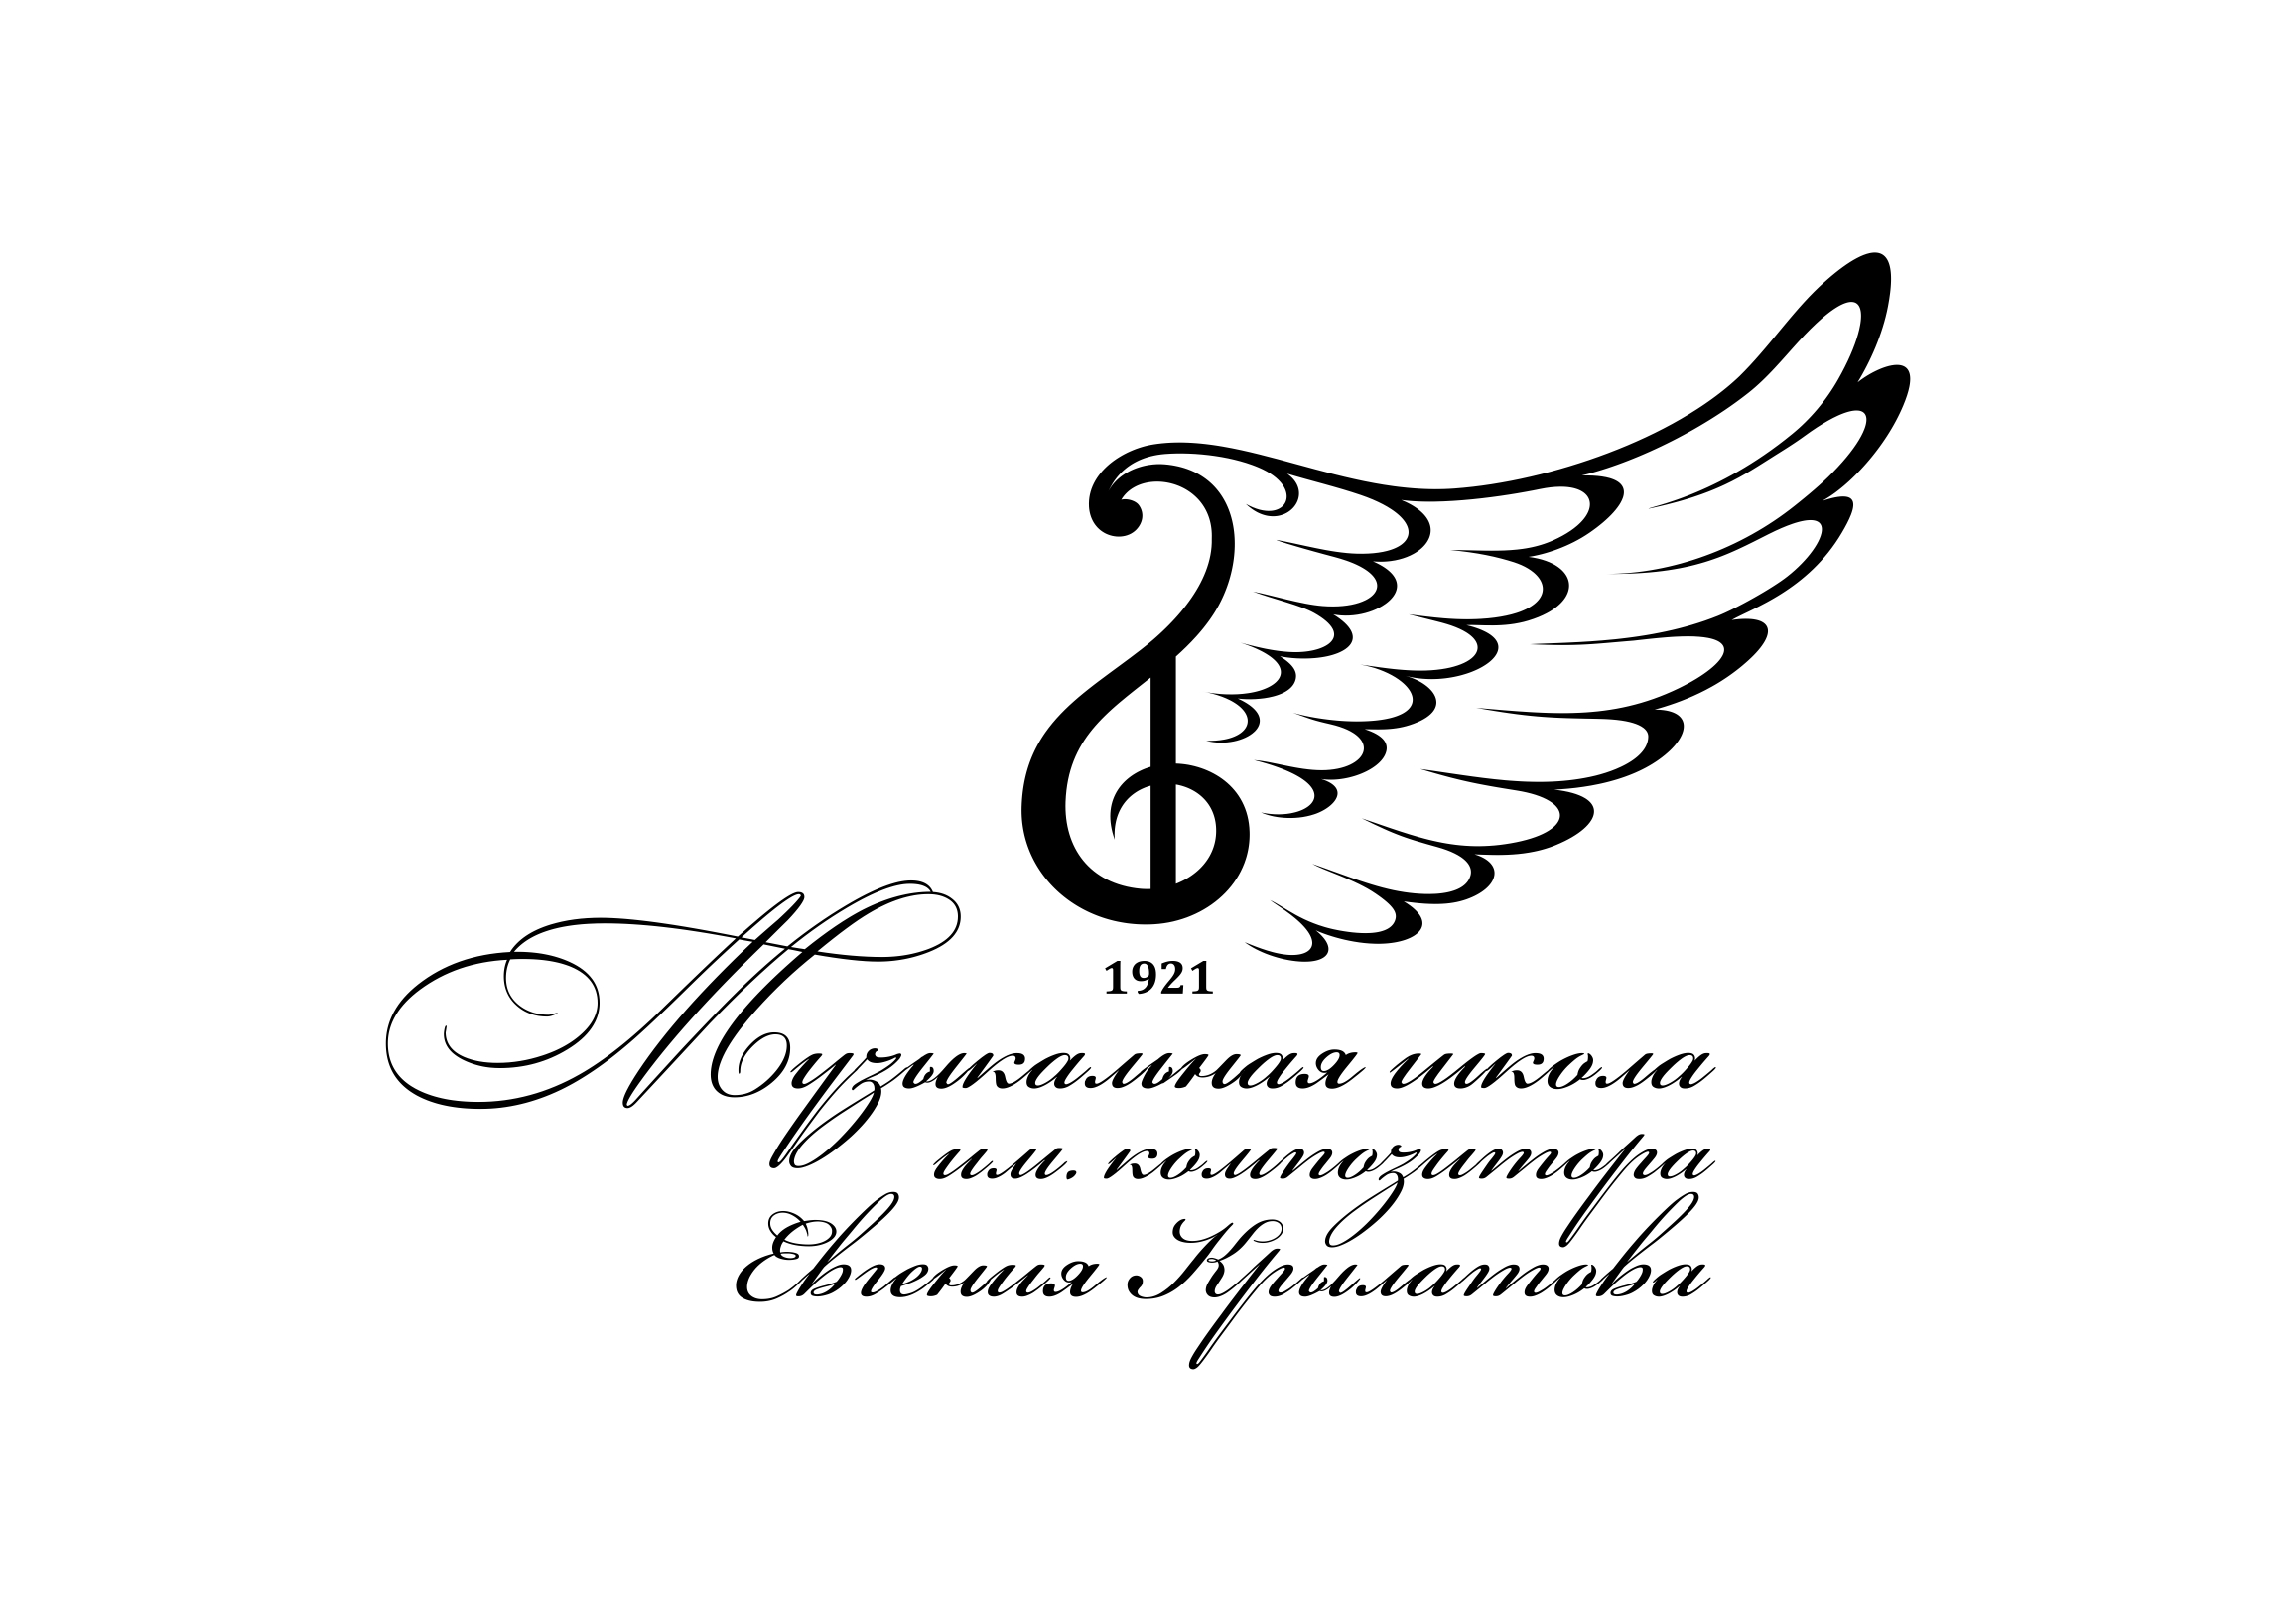 1921
Музыкальная школа
им. композитора
Евгения Крылатова